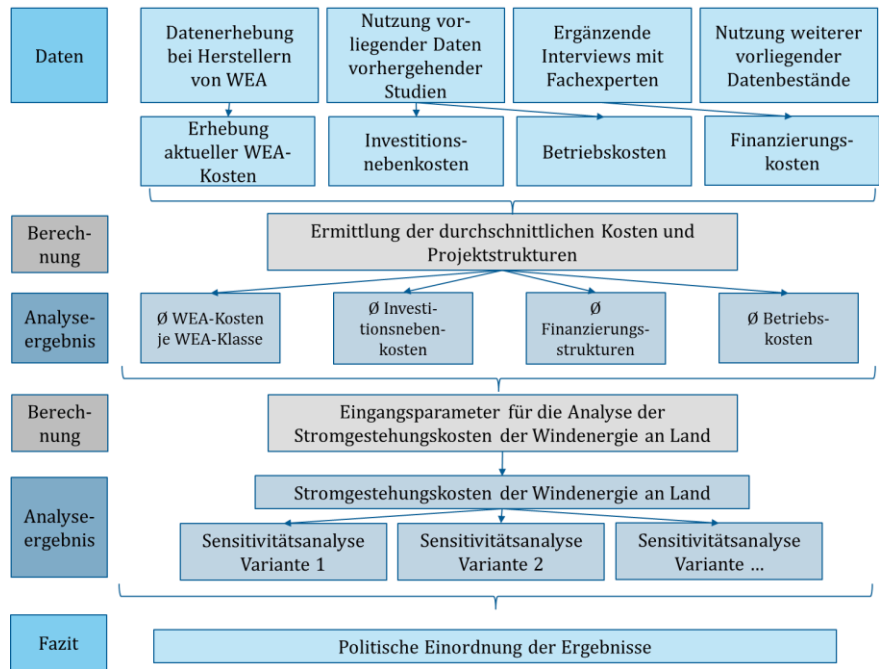 Daten
Datenerhebung
bei Herstellern
von WEA
Nutzung vor-
liegender Daten
vorhergehender
Studien
Ergänzende
Interviews mit
Fachexperten
Nutzung weiterer
vorliegender
Datenbestände
Erhebung
aktueller WEA-
Kosten
Investitions-
nebenkosten
Betriebskosten
Finanzierungs-
kosten
Berech-
nung
Ermittlung der durchschnittlichen Kosten und
Projektstrukturen
Analyse-
ergebnis
Ø WEA-Kosten
je WEA-Klasse
Ø Investi-
tionsneben-
kosten
Ø
Finanzierungs-
strukturen
Ø Betriebs-
kosten
Berech-
nung
Eingangsparameter für die Analyse der
Stromgestehungskosten der Windenergie an Land
Analyse-
ergebnis
Stromgestehungskosten der Windenergie an Land
Sensitivitätsanalyse
Variante 1
Sensitivitätsanalyse
Variante 2
Sensitivitätsanalyse
Variante ...
Fazit
Politische Einordnung der Ergebnisse